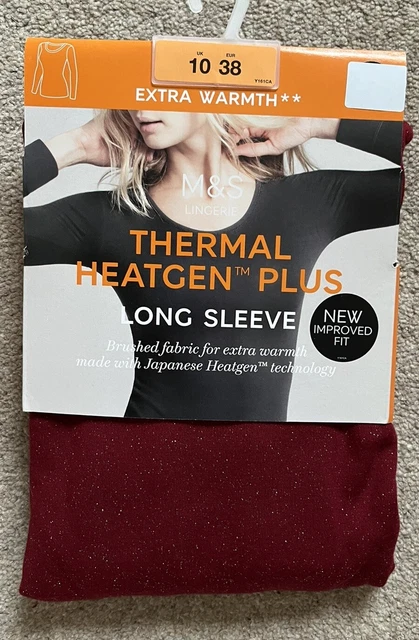 UK EUR
10 38
Y161CA
EXTRA WARMTH**
M&S
LINGERIE
THERMAL
HEATGEN™ PLUS
LONG SLEEVE
NEW
IMPROVED
FIT
Brushed fabric for extra warmth
made with Japanese Heatgen™ technology